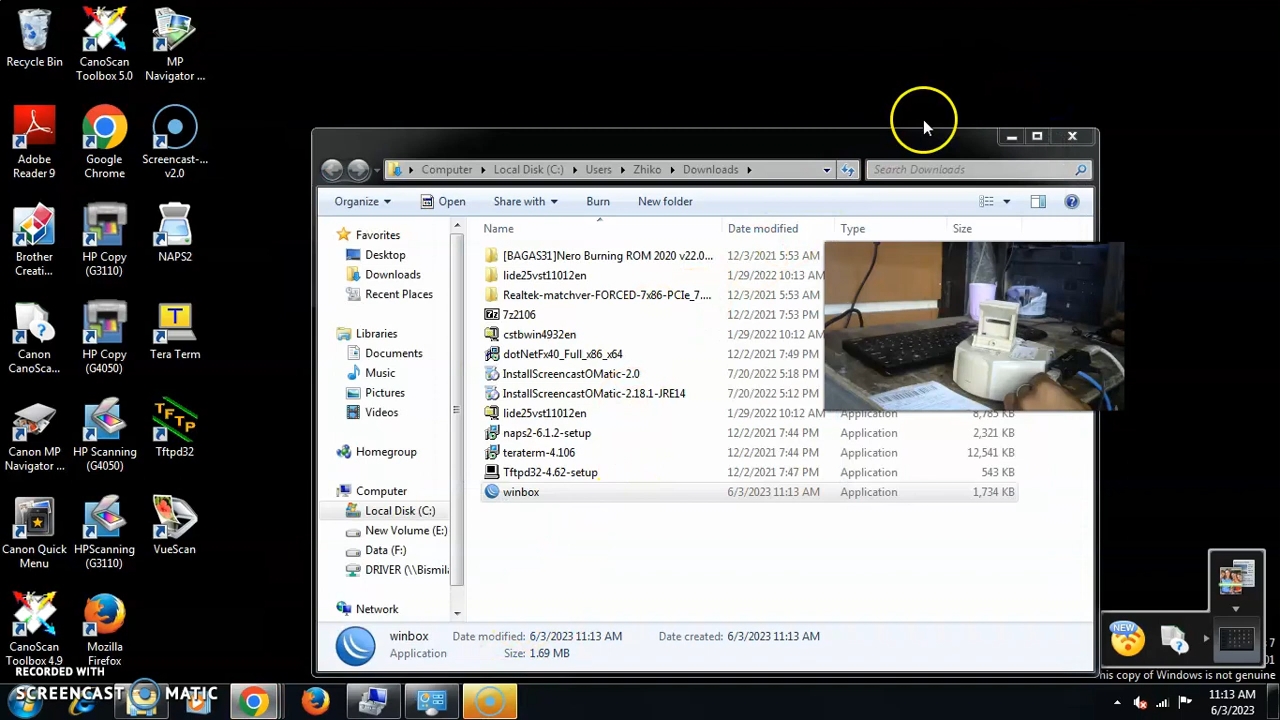 Recycle Bin
CanoScan
Toolbox 5.0
MP
Navigator ...
Adobe
Reader 9
Google
Chrome
Screencast-...
v2.0
Brother
Creati...
HP Copy
(G3110)
NAPS2
Canon
CanoSca...
HP Copy
(G4050)
Tera Term
Canon MP
Navigator ...
HP Scanning
(G4050)
TFTP
Tftpd32
Canon Quick
Menu
HPScanning
(G3110)
VueScan
CanoScan
Toolbox 4.9
Mozilla
Firefox
Computer
Local Disk (C:)
Users
Zhiko
Downloads
Search Downloads
Organize
Open
Share with
Burn
New folder
Favorites
Desktop
Downloads
Recent Places
Libraries
Documents
Music
Pictures
Videos
Homegroup
Computer
Local Disk (C:)
New Volume (E:)
Data (F:)
DRIVER (\\Bismil
Network
Name Date modified Type Size
[BAGAS31]Nero Burning ROM 2020 v22.0... 12/3/2021 5:53 AM
lide25vst11012en 1/29/2022 10:13 AM
Realtek-matchver-FORCED-7x86-PCIe_7.... 12/3/2021 5:53 AM
7z2106 12/2/2021 7:53 PM
cstbwin4932en 1/29/2022 10:12 AM
dotNetFx40_Full_x86_x64 12/2/2021 7:49 PM
InstallScreencastOMatic-2.0 7/20/2022 5:18 PM
InstallScreencastOMatic-2.18.1-JRE14 7/20/2022 5:12 PM
lide25vst11012en 1/29/2022 10:12 AM Application 8,785 KB
naps2-6.1.2-setup 12/2/2021 7:44 PM Application 2,321 KB
teraterm-4.106 12/2/2021 7:44 PM Application 12,541 KB
Tftpd32-4.62-setup 12/2/2021 7:47 PM Application 543 KB
winbox 6/3/2023 11:13 AM Application 1,734 KB
winbox Date modified: 6/3/2023 11:13 AM Date created: 6/3/2023 11:13 AM
Application Size: 1.69 MB
NEW
7
01
his copy of Windows is not genuine
RECORDED WITH
SCREENCAST MATIC
11:13 AM
6/3/2023